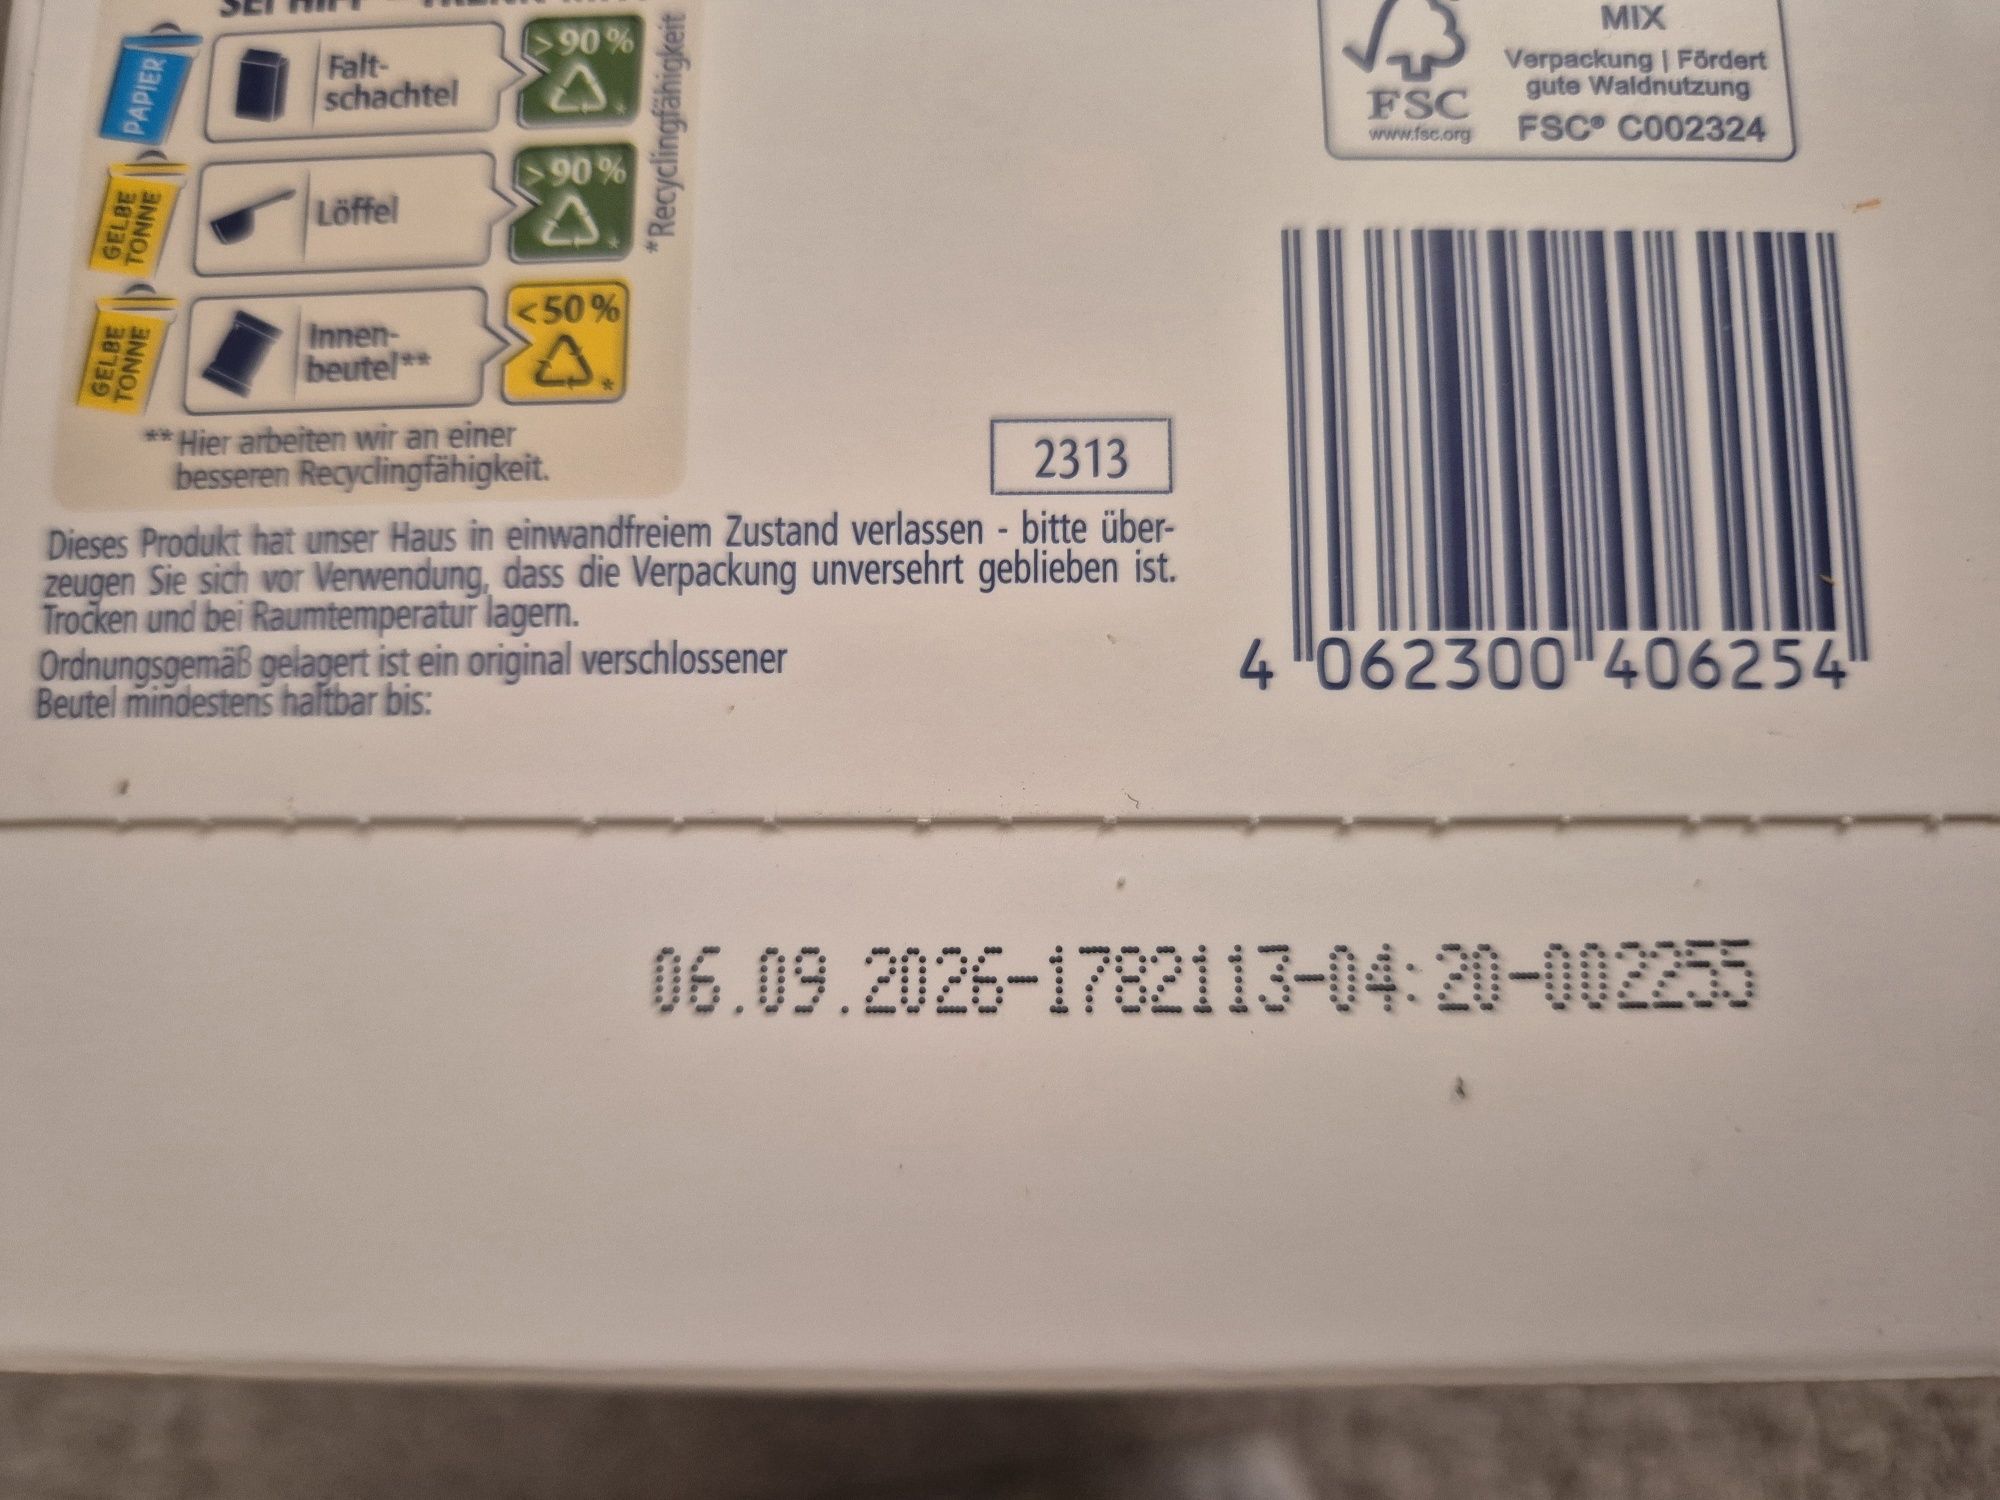 PAPIER
Falt-
schachtel
>90%
*
GELBE
TONNE
Löffel
>90%
*
GELBE
TONNE
Innen-
beutel**
<50%
*
*Recyclingfähigkeit
** Hier arbeiten wir an einer
besseren Recyclingfähigkeit.
MIX
Verpackung | Fördert
gute Waldnutzung
FSC® C002324
FSC
www.fsc.org
2313
Dieses Produkt hat unser Haus in einwandfreiem Zustand verlassen - bitte über-
zeugen Sie sich vor Verwendung, dass die Verpackung unversehrt geblieben ist.
Trocken und bei Raumtemperatur lagern.
Ordnungsgemäß gelagert ist ein original verschlossener
Beutel mindestens haltbar bis:
4 062300 406254
06.09.2026-1782113-04:20-002255